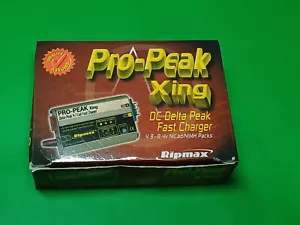 Pro-Peak
Xing
DC Delta Peak
Fast Charger
4.8-8.4v NiCad/NiMH Packs
PRO-PEAK Xing
Ripmax